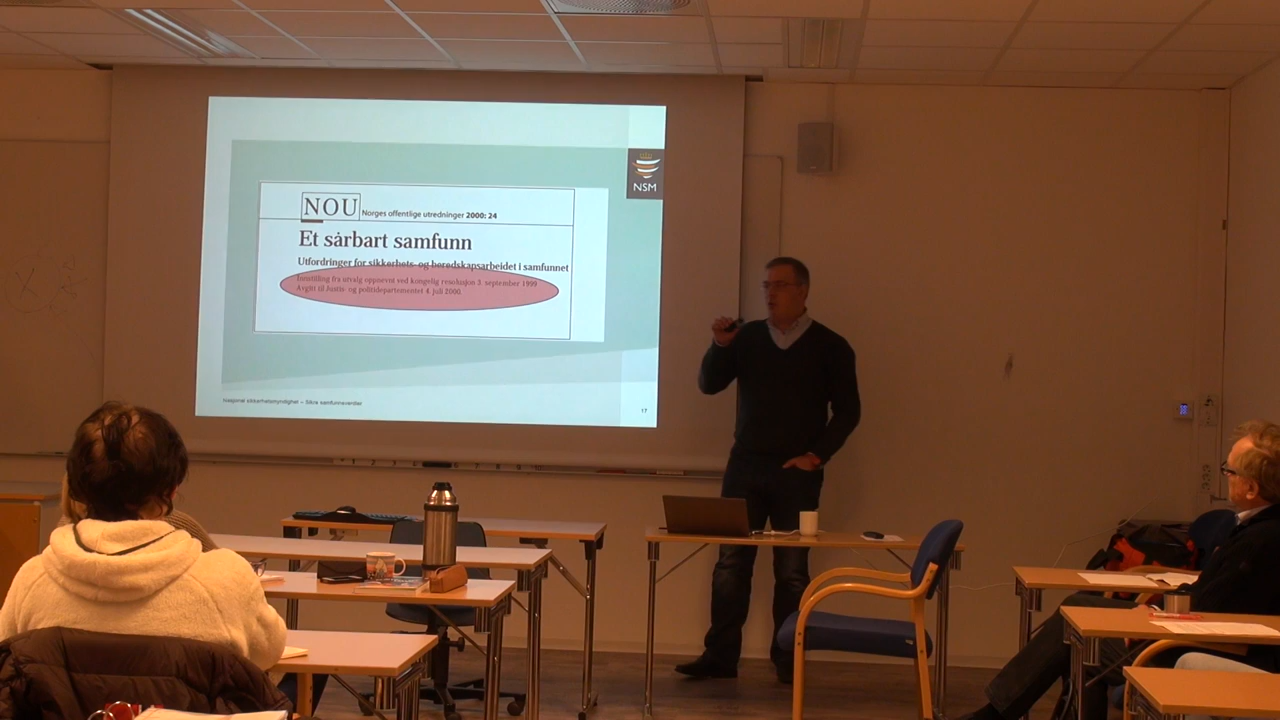 NSM
NOU Norges offentlige utredninger 2000: 24
Et sårbart samfunn
Utfordringer for sikkerhets- og beredskapsarbeidet i samfunnet
Innstilling fra utvalg oppnevnt ved kongelig resolusjon 3. september 1999
Avgitt til Justis- og politidepartementet 4. juli 2000
Nasjonal sikkerhetsmyndighet – Sikre samfunnsverdier
17